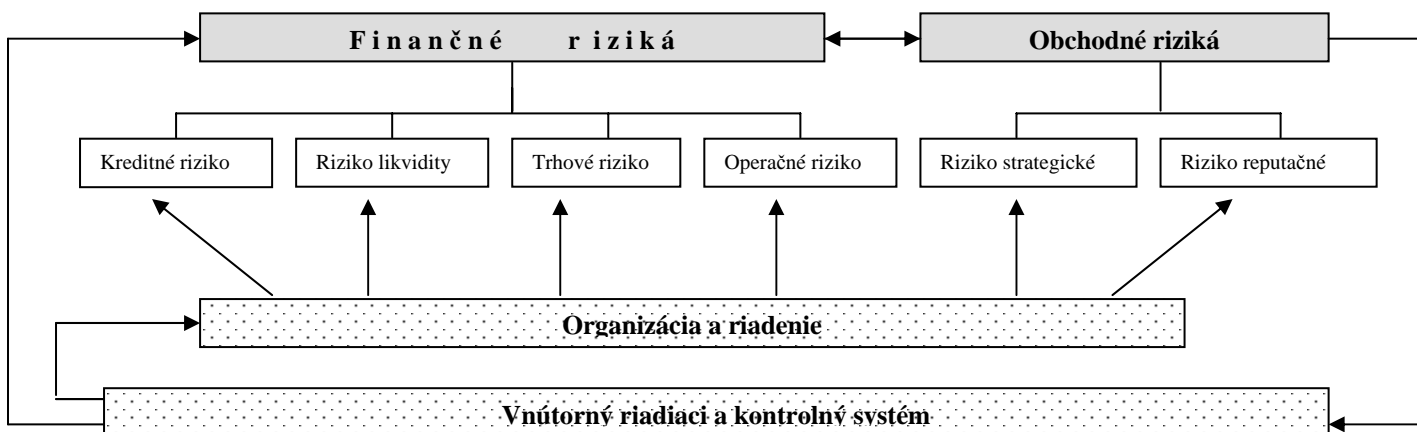 Finančné riziká
Obchodné riziká
Kreditné riziko
Riziko likvidity
Trhové riziko
Operačné riziko
Riziko strategické
Riziko reputačné
Organizácia a riadenie
Vnútorný riadiaci a kontrolný systém